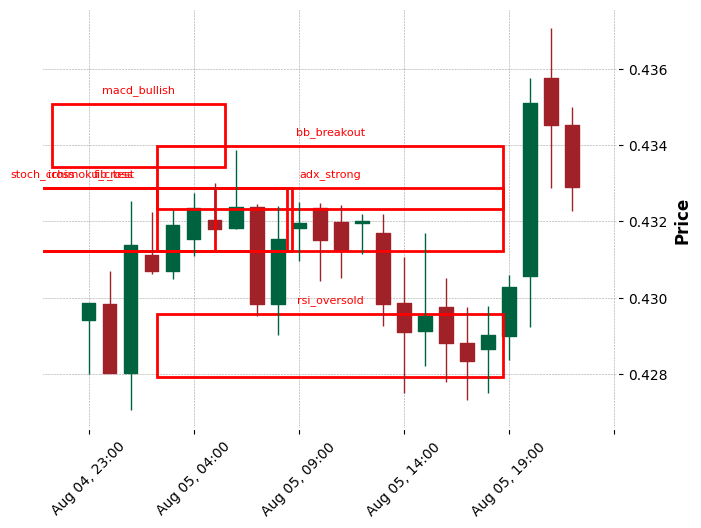 macd_bullish
bb_breakout
adx_strong
rsi_oversold
0.436
0.434
0.432
0.430
0.428
Price
Aug 04, 23:00
Aug 05, 04:00
Aug 05, 09:00
Aug 05, 14:00
Aug 05, 19:00